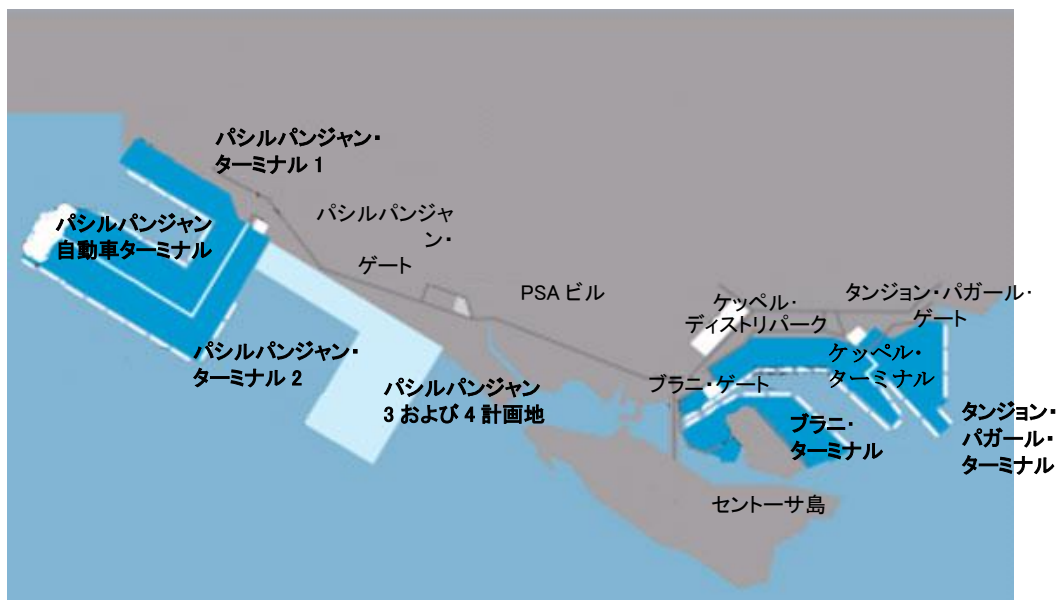 パシルパンジャン・
ターミナル 1
パシルパンジャ
ン・
ゲート
パシルパンジャン
自動車ターミナル
PSA ビル
ケッペル・
ディストリパーク
タンジョン・パガール・
ゲート
パシルパンジャン・
ターミナル 2
ケッペル・
ターミナル
パシルパンジャン
3 および 4 計画地
ブラニ・ゲート
ブラニ・
ターミナル
タンジョン・
パガール・
ターミナル
セントーサ島